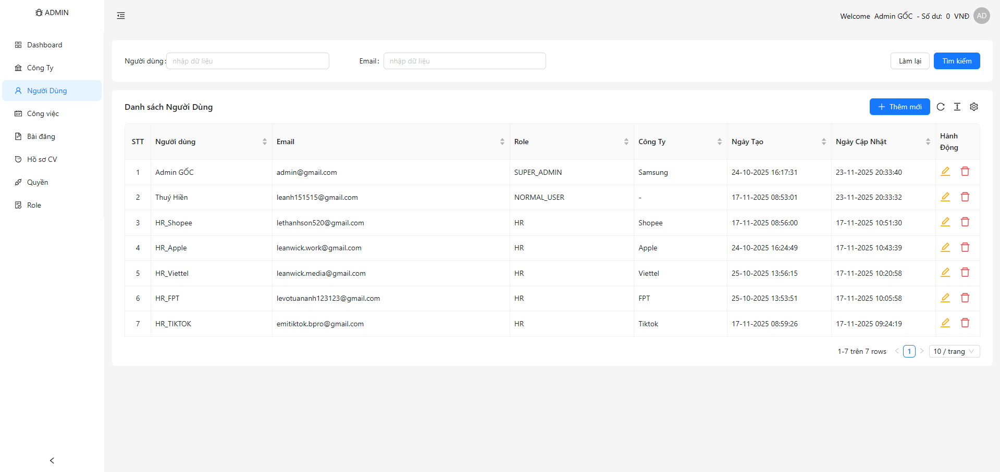 ADMIN
Welcome Admin GỐC - Số dư: 0 VNĐ AD
Dashboard
Công Ty
Người Dùng
Công việc
Bài đăng
Hồ sơ CV
Quyền
Role
Người dùng: nhập dữ liệu Email: nhập dữ liệu Làm lại Tìm kiếm
Danh sách Người Dùng Thêm mới
STT Người dùng Email Role Công Ty Ngày Tạo Ngày Cập Nhật Hành
Động
1 Admin GỐC admin@gmail.com SUPER_ADMIN Samsung 24-10-2025 16:17:31 23-11-2025 20:33:40
2 Thuý Hiền leanh151515@gmail.com NORMAL_USER - 17-11-2025 08:53:01 23-11-2025 20:33:32
3 HR_Shopee lethanhson520@gmail.com HR Shopee 17-11-2025 08:56:00 17-11-2025 10:51:30
4 HR_Apple leanwick.work@gmail.com HR Apple 24-10-2025 16:24:49 17-11-2025 10:43:39
5 HR_Viettel leanwick.media@gmail.com HR Viettel 25-10-2025 13:56:15 17-11-2025 10:20:58
6 HR_FPT levotuananh123123@gmail.com HR FPT 25-10-2025 13:53:51 17-11-2025 10:05:58
7 HR_TIKTOK emitiktok.bpro@gmail.com HR Tiktok 17-11-2025 08:59:26 17-11-2025 09:24:19
1-7 trên 7 rows 1 10 / trang